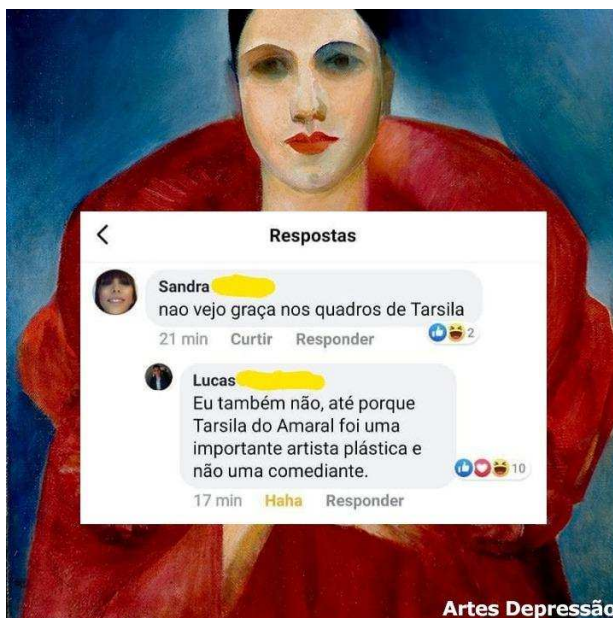 Respostas
Sandra
nao vejo graça nos quadros de Tarsila
21 min Curtir Responder 2
Lucas
Eu também não, até porque
Tarsila do Amaral foi uma
importante artista plástica e
não uma comediante.
10
17 min Haha Responder
Artes Depressão